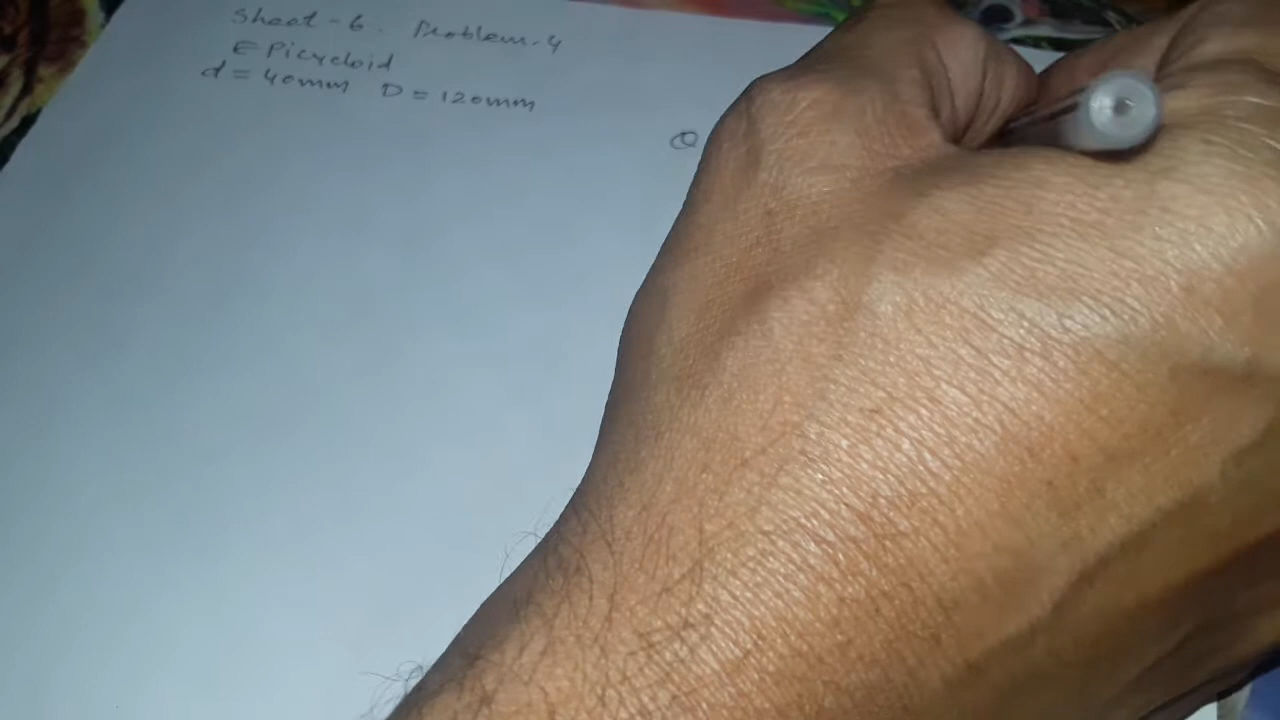 Sheet - 6. Problem. 4
EPicycloid
d = 40mm D = 120mm
Θ